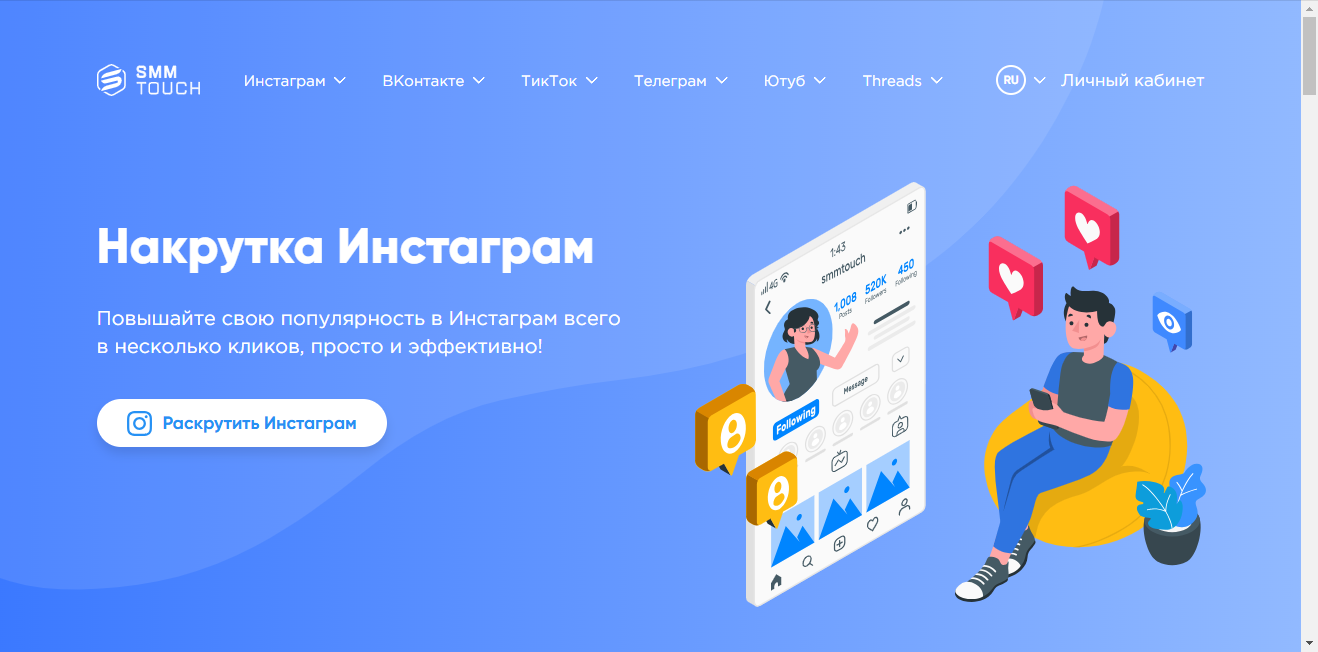 SMM
TOUCH
Инстаграм
ВКонтакте
ТикТок
Телеграм
Ютуб
Threads
RU
Личный кабинет
Накрутка Инстаграм
Повышайте свою популярность в Инстаграм всего
в несколько кликов, просто и эффективно!
Раскрутить Инстаграм
4G
1:43
smmtouch
1,008
Posts
520K
Followers
450
Following
Following
Message